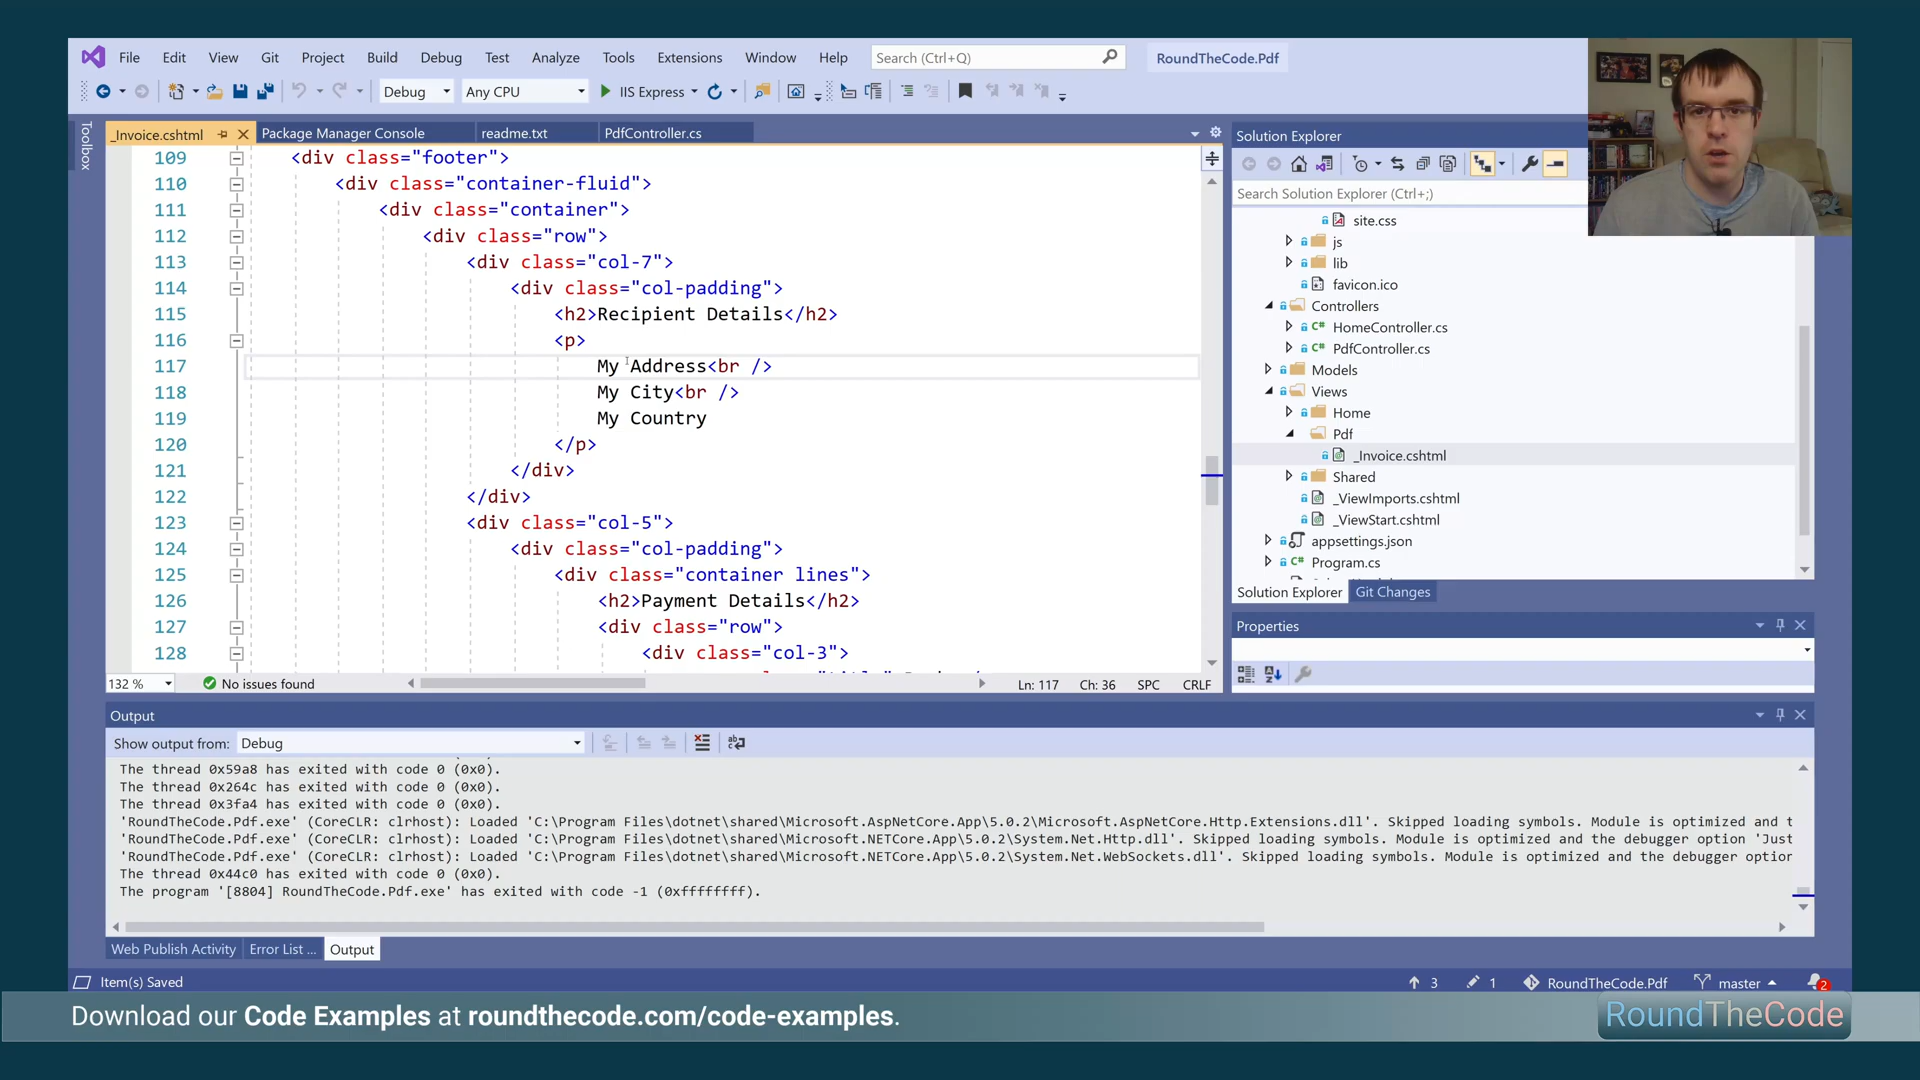 File Edit View Git Project Build Debug Test Analyze Tools Extensions Window Help Search (Ctrl+Q) RoundTheCode.Pdf
Debug Any CPU IIS Express
Toolbox
_Invoice.cshtml Package Manager Console readme.txt PdfController.cs
109 <div class="footer">
110 <div class="container-fluid">
111 <div class="container">
112 <div class="row">
113 <div class="col-7">
114 <div class="col-padding">
115 <h2>Recipient Details</h2>
116 <p>
117 My Address<br />
118 My City<br />
119 My Country
120 </p>
121 </div>
122 </div>
123 <div class="col-5">
124 <div class="col-padding">
125 <div class="container lines">
126 <h2>Payment Details</h2>
127 <div class="row">
128 <div class="col-3">
132 % No issues found Ln: 117 Ch: 36 SPC CRLF
Solution Explorer
Search Solution Explorer (Ctrl+;)
site.css
js
lib
favicon.ico
Controllers
HomeController.cs
PdfController.cs
Models
Views
Home
Pdf
_Invoice.cshtml
Shared
_ViewImports.cshtml
_ViewStart.cshtml
appsettings.json
Program.cs
Solution Explorer Git Changes
Properties
Output
Show output from: Debug
The thread 0x59a8 has exited with code 0 (0x0).
The thread 0x264c has exited with code 0 (0x0).
The thread 0x3fa4 has exited with code 0 (0x0).
'RoundTheCode.Pdf.exe' (CoreCLR: clrhost): Loaded 'C:\Program Files\dotnet\shared\Microsoft.AspNetCore.App\5.0.2\Microsoft.AspNetCore.Http.Extensions.dll'. Skipped loading symbols. Module is optimized and t
'RoundTheCode.Pdf.exe' (CoreCLR: clrhost): Loaded 'C:\Program Files\dotnet\shared\Microsoft.NETCore.App\5.0.2\System.Net.Http.dll'. Skipped loading symbols. Module is optimized and the debugger option 'Just
'RoundTheCode.Pdf.exe' (CoreCLR: clrhost): Loaded 'C:\Program Files\dotnet\shared\Microsoft.NETCore.App\5.0.2\System.Net.WebSockets.dll'. Skipped loading symbols. Module is optimized and the debugger option
The thread 0x44c0 has exited with code 0 (0x0).
The program '[8804] RoundTheCode.Pdf.exe' has exited with code -1 (0xffffffff).
Web Publish Activity Error List ... Output
Item(s) Saved 3 1 RoundTheCode.Pdf master 2
Download our Code Examples at roundthecode.com/code-examples.
RoundTheCode